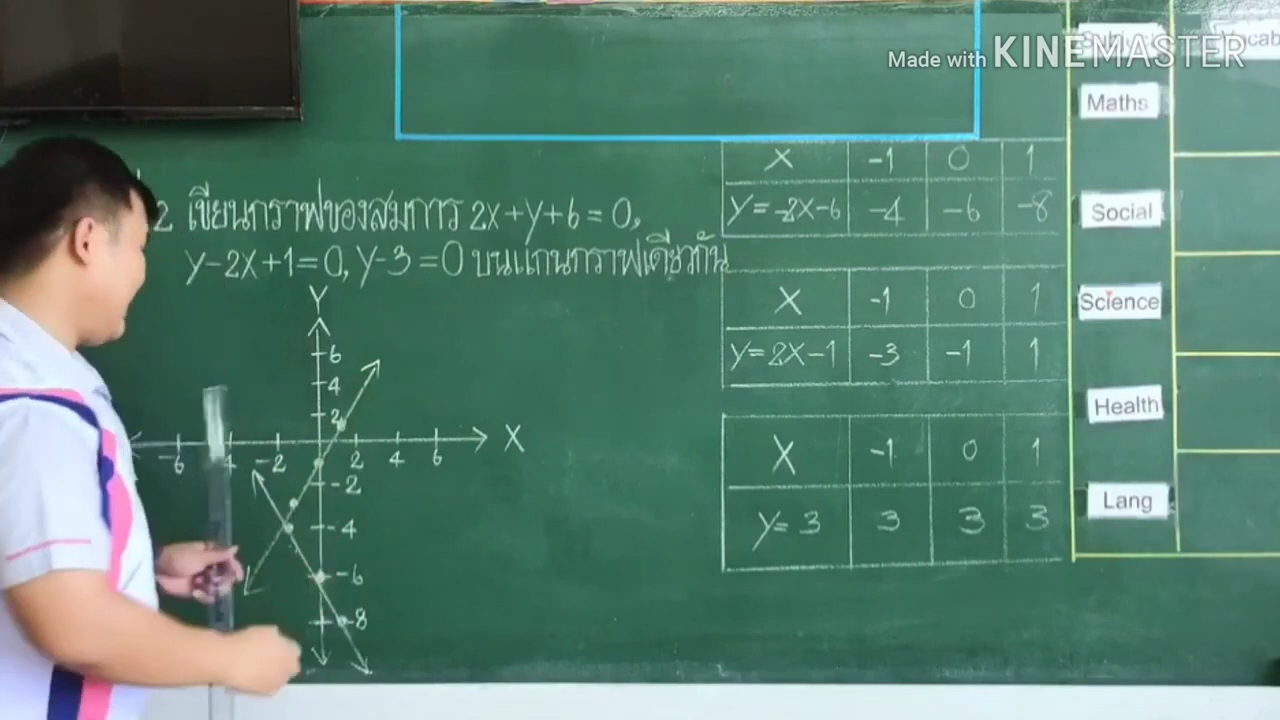 Made with KINEMASTER
Maths
Social
Science
Health
Lang
2 เขียนกราฟของสมการ 2x+y+6=0,
y-2x+1=0, y-3=0 บนแกนกราฟเดียวกัน
X -1 0 1
Y=-2X-6 -4 -6 -8
X -1 0 1
Y=2X-1 -3 -1 1
X -1 0 1
Y=3 3 3 3
Y
6
4
2
-6 -2 2 4 6 X
-2
-4
-6
-8